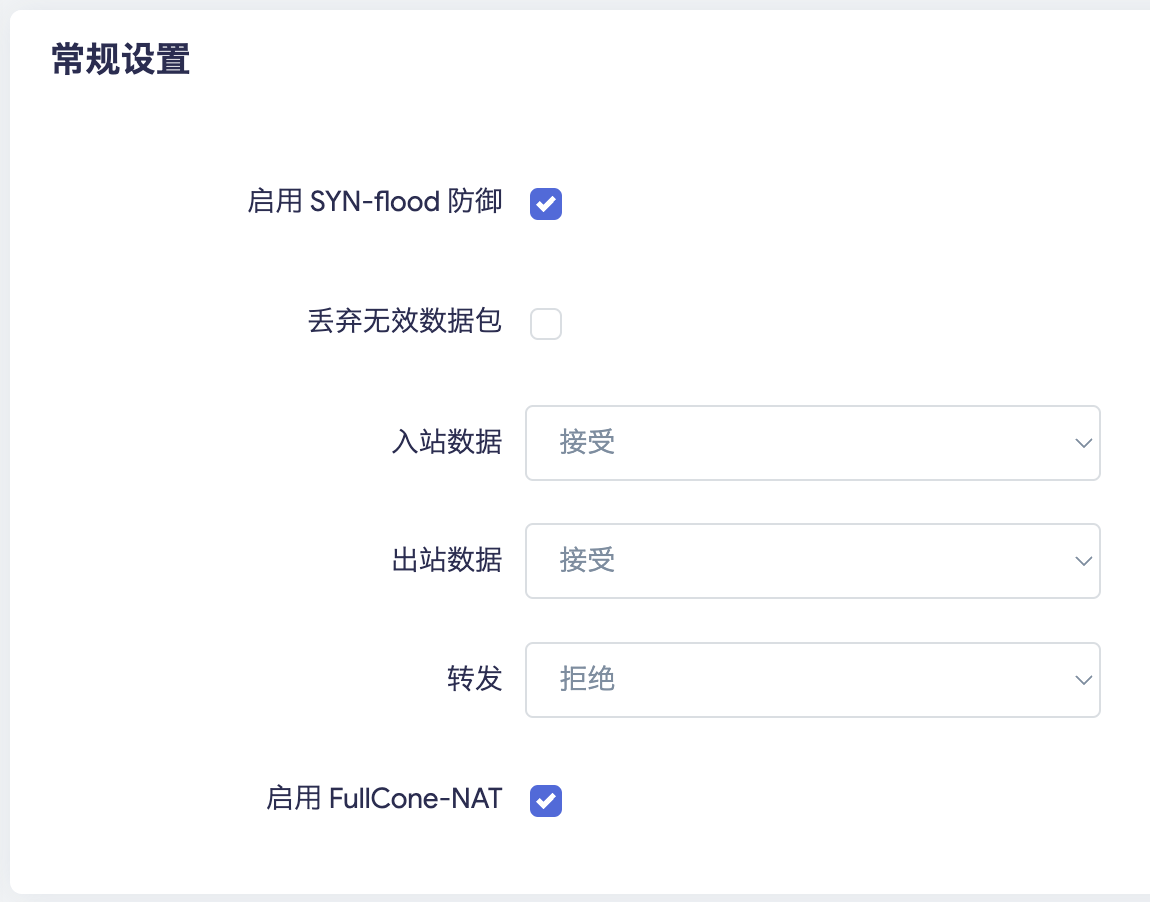 常规设置
启用 SYN-flood 防御
丢弃无效数据包
入站数据 接受
出站数据 接受
转发 拒绝
启用 FullCone-NAT